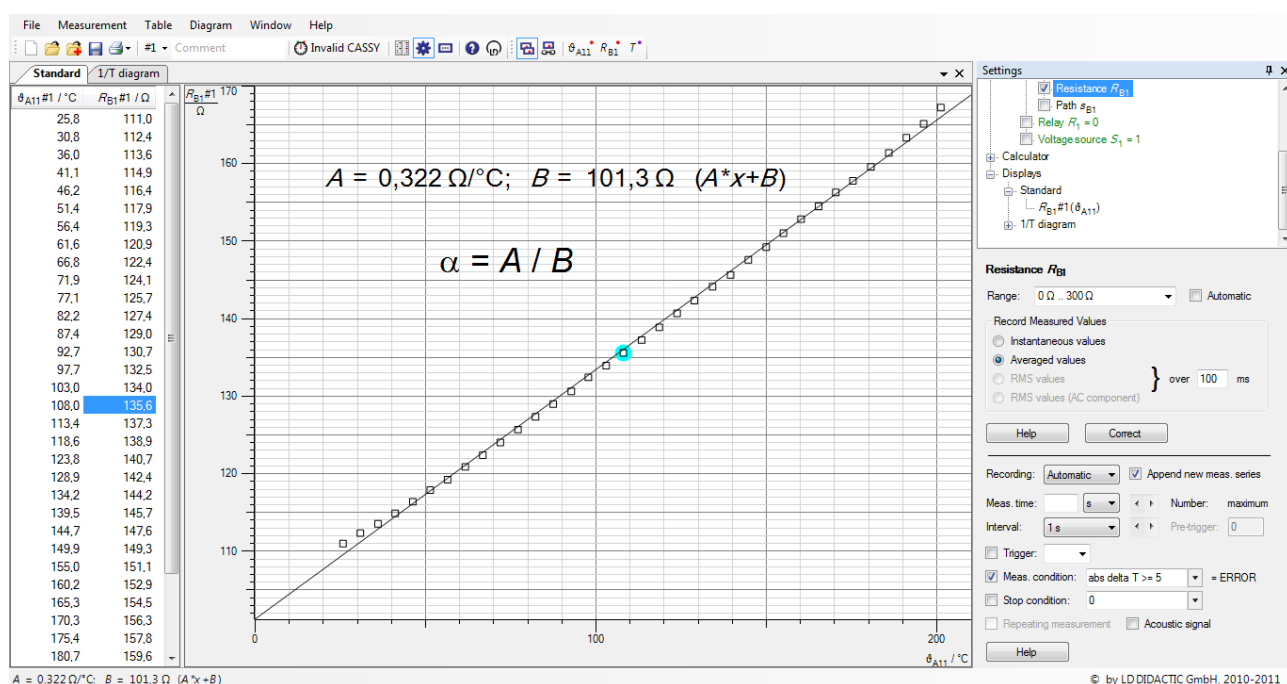 File Measurement Table Diagram Window Help
#1 Comment Invalid CASSY ϑA11 RB1 T
Standard 1/T diagram
ϑA11#1 / °C RB1#1 / Ω
25,8 111,0
30,8 112,4
36,0 113,6
41,1 114,9
46,2 116,4
51,4 117,9
56,4 119,3
61,6 120,9
66,8 122,4
71,9 124,1
77,1 125,7
82,2 127,4
87,4 129,0
92,7 130,7
97,7 132,5
103,0 134,0
108,0 135,6
113,4 137,3
118,6 138,9
123,8 140,7
128,9 142,4
134,2 144,2
139,5 145,7
144,7 147,6
149,9 149,3
155,0 151,1
160,2 152,9
165,3 154,5
170,3 156,3
175,4 157,8
180,7 159,6
RB1#1 170
Ω
160
A = 0,322 Ω/°C; B = 101,3 Ω (A*x+B)
150
α = A / B
140
130
120
110
0 100 200
ϑA11 / °C
Settings
Resistance RB1
Path sB1
Relay R1 = 0
Voltage source S1 = 1
Calculator
Displays
Standard
RB1#1(ϑA11)
1/T diagram
Resistance RB1
Range: 0 Ω .. 300 Ω Automatic
Record Measured Values
Instantaneous values
Averaged values
RMS values } over 100 ms
RMS values (AC component)
Help Correct
Recording: Automatic Append new meas. series
Meas. time: s Number: maximum
Interval: 1 s Pre-trigger: 0
Trigger:
Meas. condition: abs delta T >= 5 = ERROR
Stop condition: 0
Repeating measurement Acoustic signal
Help
A = 0,322 Ω/°C; B = 101,3 Ω (A*x+B) © by LD DIDACTIC GmbH, 2010-2011